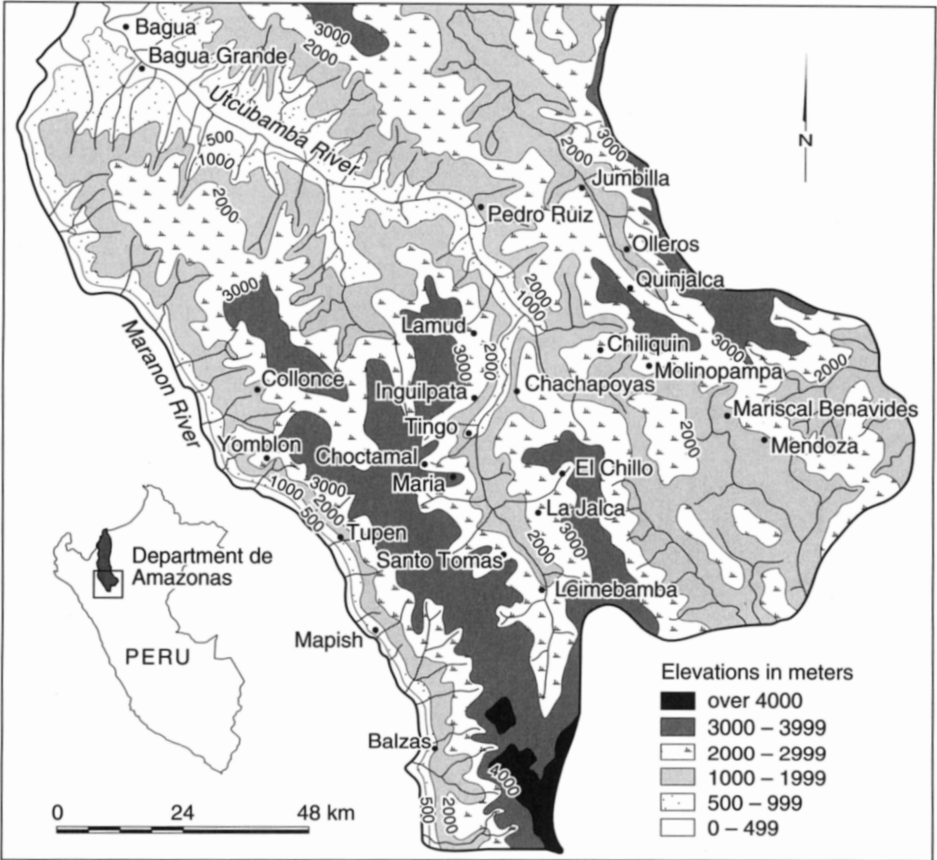 Bagua
3000
2000
Bagua Grande
Utcubamba River
N
500
1000
3000
2000
Jumbilla
2000
Pedro Ruiz
Olleros
Quinjalca
3000
2000
1000
Lamud
3000
2000
Chiliquin
3000
Molinopampa
2000
Maranon River
Collonce
Inguilpata
Chachapoyas
Mariscal Benavides
Tingo
Mendoza
2000
Yomblon
Choctamal
El Chillo
Maria
1000
500
3000
2000
La Jalca
3000
2000
Tupen
Santo Tomas
Leimebamba
Department de
Amazonas
Mapish
PERU
Balzas
4000
500
2000
Elevations in meters
over 4000
3000 – 3999
2000 – 2999
1000 – 1999
500 – 999
0 – 499
0 24 48 km